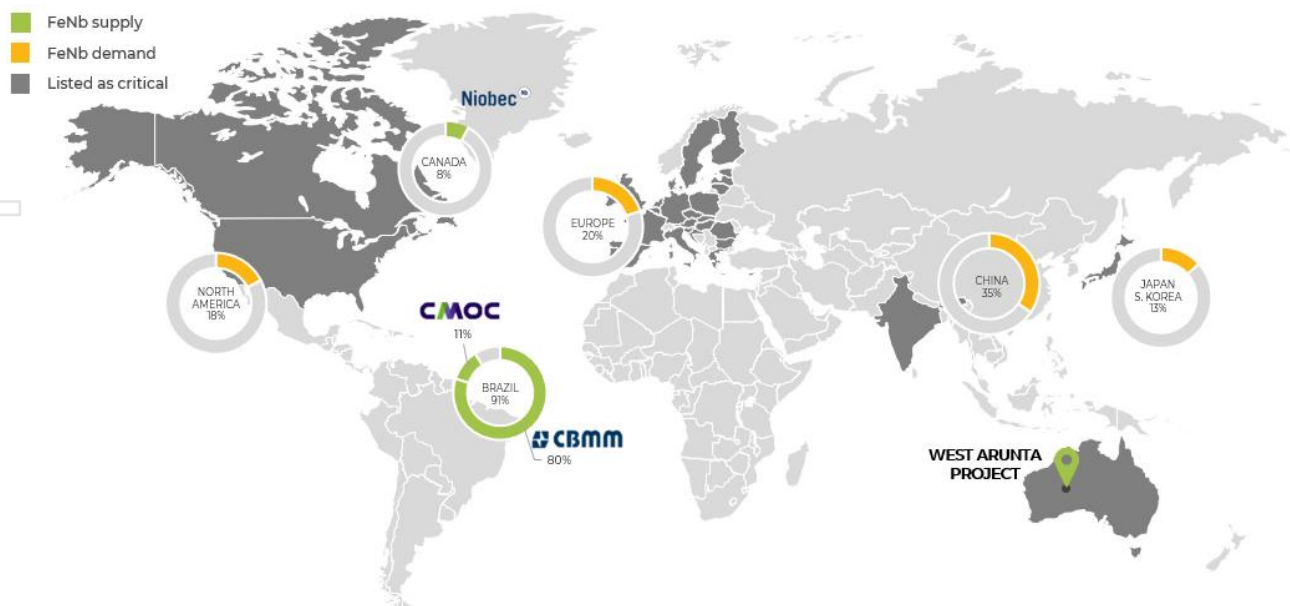 FeNb supply
FeNb demand
Listed as critical
Niobec
Nb
CANADA
8%
EUROPE
20%
NORTH
AMERICA
18%
CHINA
35%
JAPAN
S. KOREA
13%
CMOC
11%
BRAZIL
91%
CBMM
80%
WEST ARUNTA
PROJECT